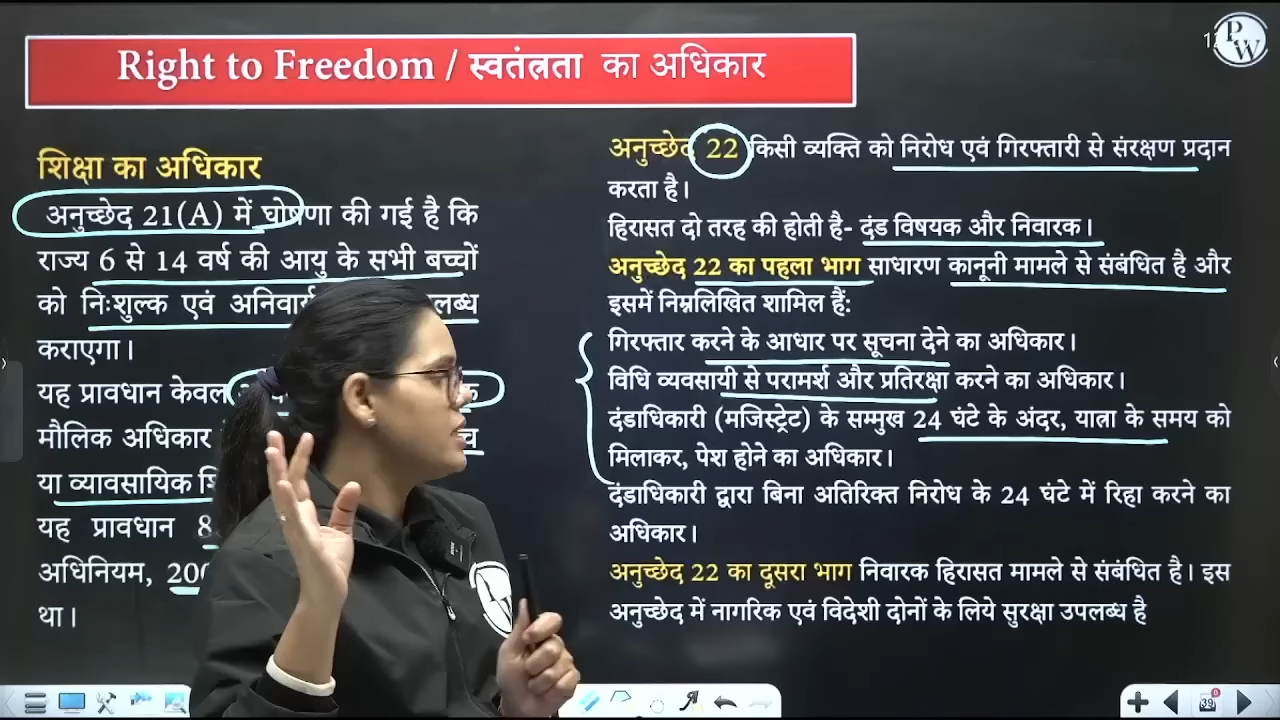 Right to Freedom / स्वतंत्रता का अधिकार
PW
शिक्षा का अधिकार
अनुच्छेद 21(A) में घोषणा की गई है कि
राज्य 6 से 14 वर्ष की आयु के सभी बच्चों
को निःशुल्क एवं अनिवार्य
कराएगा।
यह प्रावधान केवल
मौलिक अधिकार
या व्यावसायिक
यह प्रावधान 8
अधिनियम,
था।
अनुच्छेद 22 किसी व्यक्ति को निरोध एवं गिरफ्तारी से संरक्षण प्रदान
करता है।
हिरासत दो तरह की होती है- दंड विषयक और निवारक।
अनुच्छेद 22 का पहला भाग साधारण कानूनी मामले से संबंधित है और
इसमें निम्नलिखित शामिल हैं:
गिरफ्तार करने के आधार पर सूचना देने का अधिकार।
विधि व्यवसायी से परामर्श और प्रतिरक्षा करने का अधिकार।
दंडाधिकारी (मजिस्ट्रेट) के सम्मुख 24 घंटे के अंदर, यात्रा के समय को
मिलाकर, पेश होने का अधिकार।
दंडाधिकारी द्वारा बिना अतिरिक्त निरोध के 24 घंटे में रिहा करने का
अधिकार।
अनुच्छेद 22 का दूसरा भाग निवारक हिरासत मामले से संबंधित है। इस
अनुच्छेद में नागरिक एवं विदेशी दोनों के लिये सुरक्षा उपलब्ध है
39